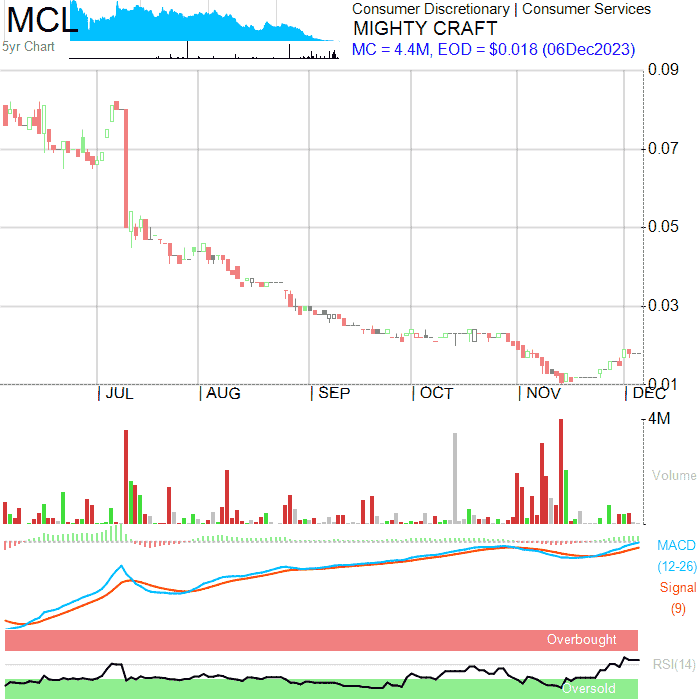 MCL
5yr Chart
Consumer Discretionary | Consumer Services
MIGHTY CRAFT
MC = 4.4M, EOD = $0.018 (06Dec2023)
0.09
0.07
0.05
0.03
0.01
JUL
AUG
SEP
OCT
NOV
DEC
4M
Volume
MACD
(12-26)
Signal
(9)
Overbought
RSI(14)
Oversold